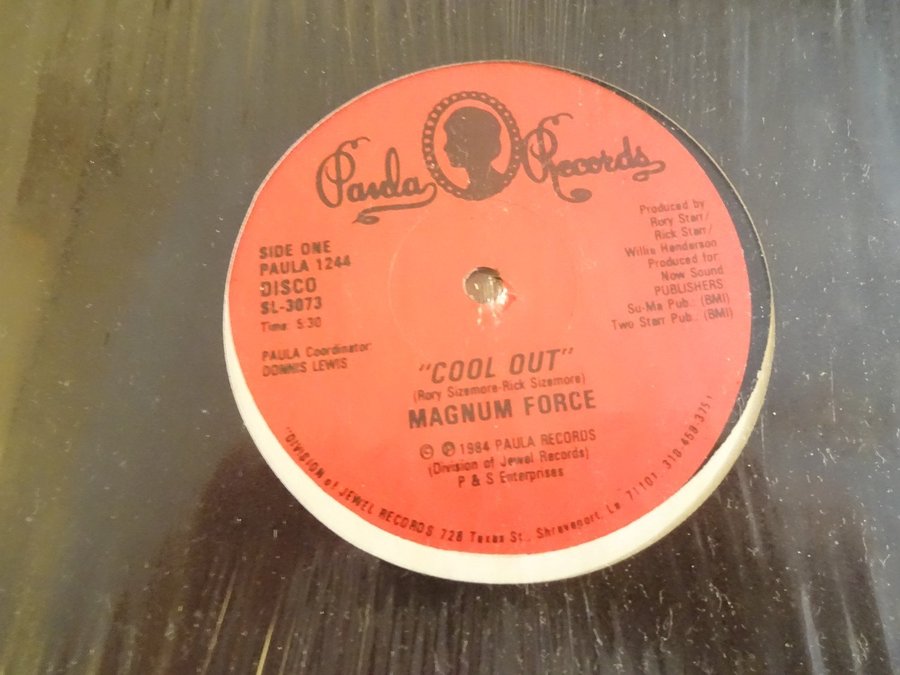 Paula Records
SIDE ONE
PAULA 1244
DISCO
SL-3073
Time: 5:30
PAULA Coordinator:
DONNIS LEWIS
Produced by
Rory Starr/
Rick Starr/
Willie Henderson
Produced for
Now Sound
PUBLISHERS
Su-Ma Pub., (BMI)
Two Starr Pub., (BMI)
"COOL OUT"
(Rory Sizemore-Rick Sizemore)
MAGNUM FORCE
© ℗ 1984 PAULA RECORDS
(Division of Jewel Records)
P & S Enterprises
"DIVISION of JEWEL RECORDS 728 Texas St., Shreveport, La. 71101 318-459-3751